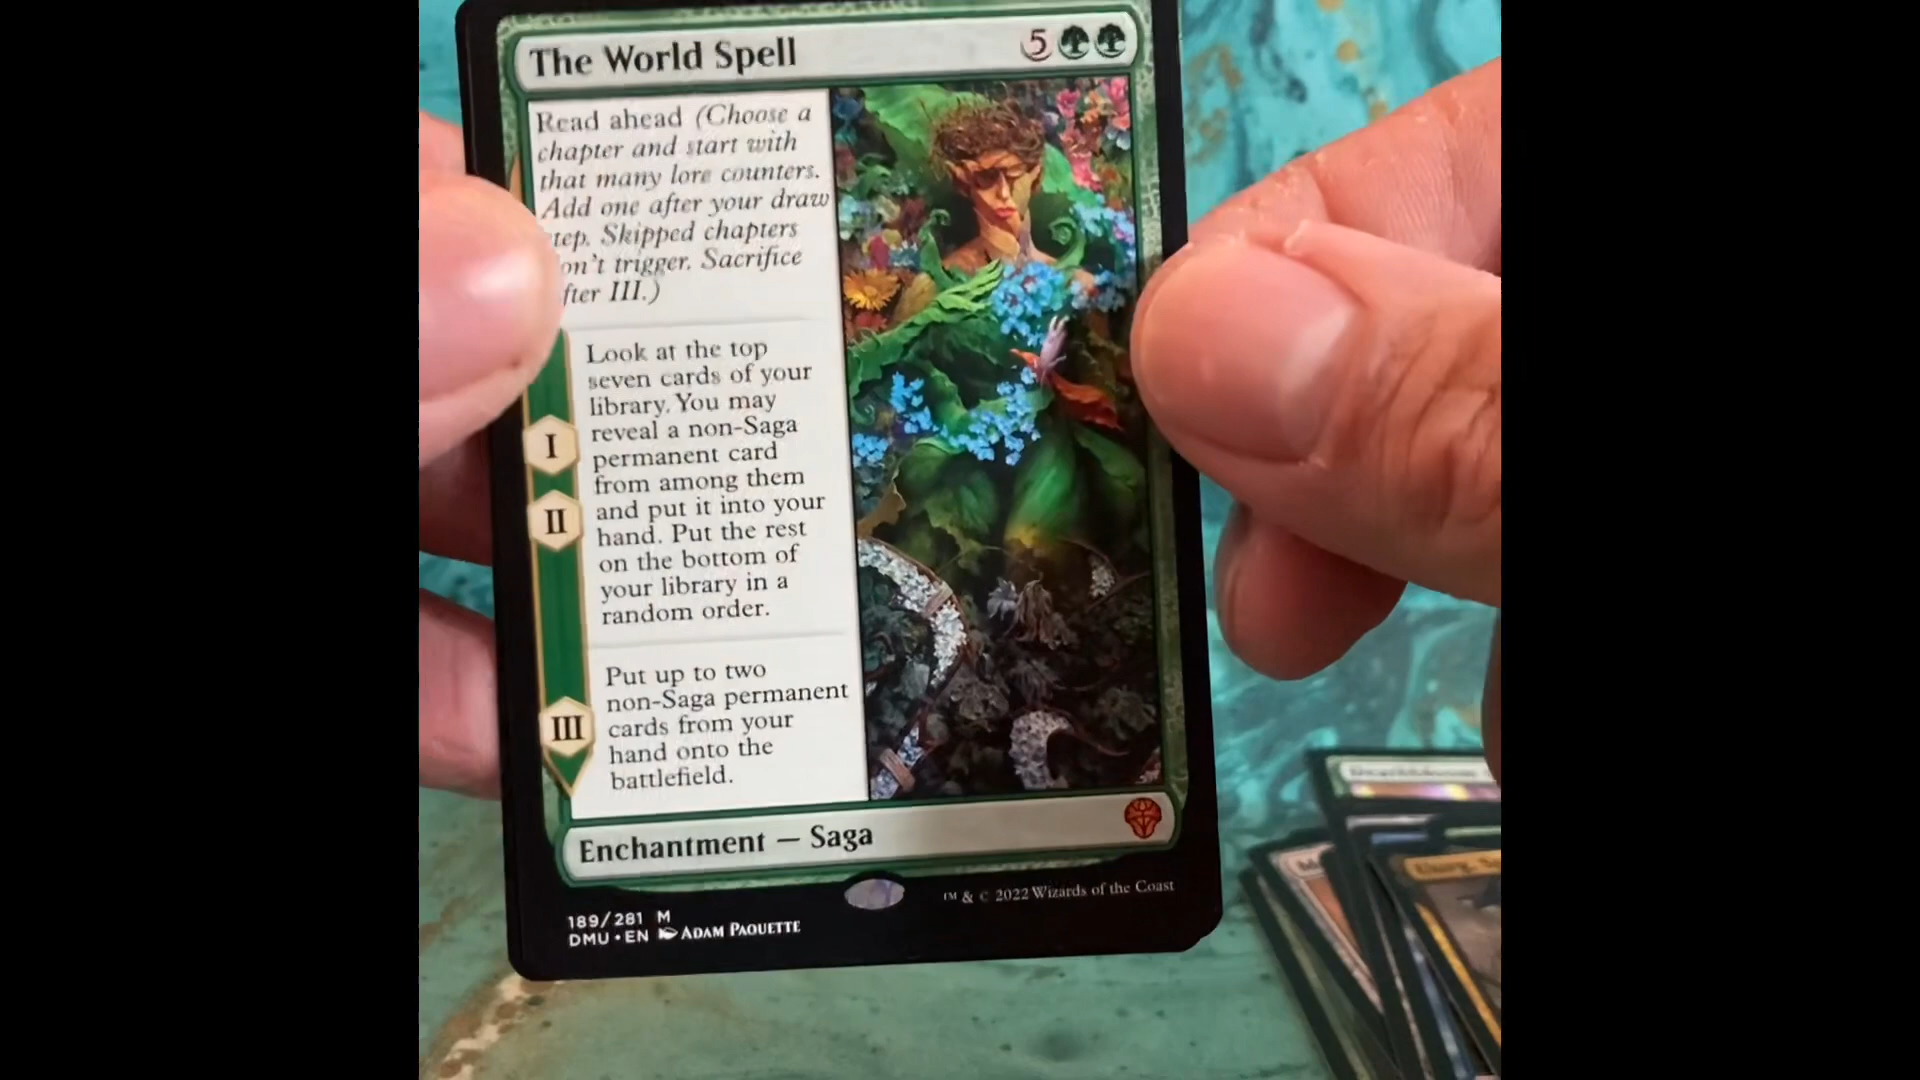 The World Spell 5
Read ahead (Choose a
chapter and start with
that many lore counters.
Add one after your draw
tep. Skipped chapters
on't trigger. Sacrifice
fter III.)
Look at the top
seven cards of your
library. You may
I reveal a non-Saga
permanent card
from among them
II and put it into your
hand. Put the rest
on the bottom of
your library in a
random order.
Put up to two
non-Saga permanent
III cards from your
hand onto the
battlefield.
Enchantment — Saga
™ & © 2022 Wizards of the Coast
189/281 M
DMU • EN ADAM PAQUETTE